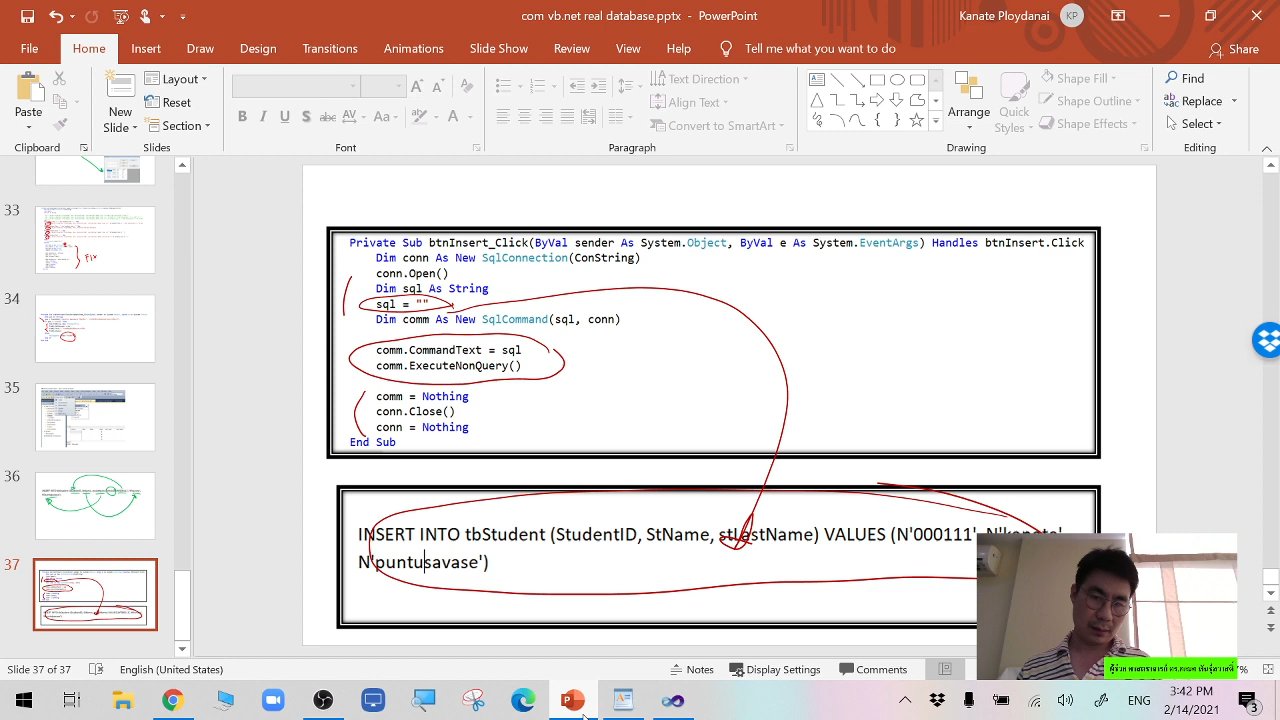 com vb.net real database.pptx - PowerPoint
Kanate Ploydanai
KP
File
Home
Insert
Draw
Design
Transitions
Animations
Slide Show
Review
View
Help
Tell me what you want to do
Share
Paste
New
Slide
Layout
Reset
Section
Text Direction
Align Text
Convert to SmartArt
Arrange
Quick
Styles
Shape Fill
Shape Outline
Shape Effects
Find
Replace
Select
Clipboard
Slides
Font
Paragraph
Drawing
Editing
33
34
35
36
37
Private Sub btnInsert_Click(ByVal sender As System.Object, ByVal e As System.EventArgs) Handles btnInsert.Click
Dim conn As New SqlConnection(ConString)
conn.Open()
Dim sql As String
sql = ""
Dim comm As New SqlCommand(sql, conn)
comm.CommandText = sql
comm.ExecuteNonQuery()
comm = Nothing
conn.Close()
conn = Nothing
End Sub
INSERT INTO tbStudent (StudentID, StName, stLastName) VALUES (N'000111',
N'puntusavase')
Slide 37 of 37
English (United States)
Notes
Display Settings
Comments
ENG
3:42 PM
2/14/2021
3